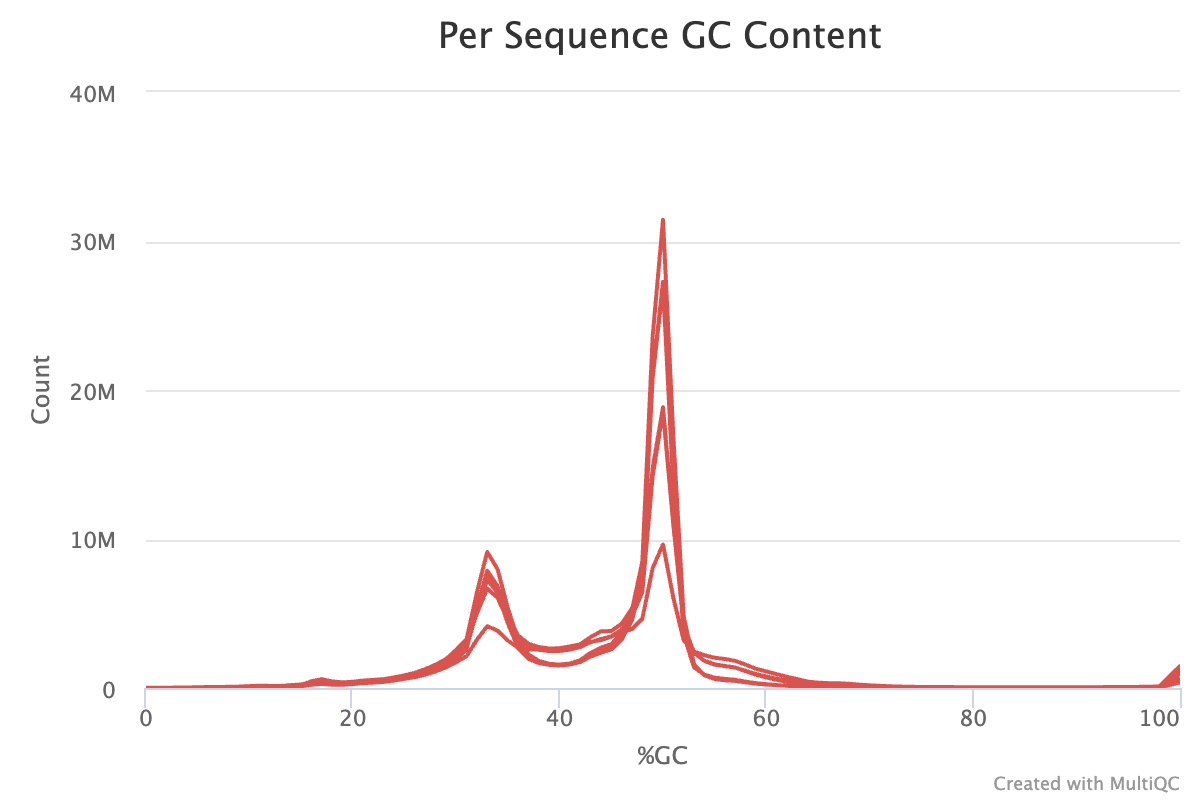 Per Sequence GC Content
40M
30M
20M
10M
0
Count
0
20
40
60
80
100
%GC
Created with MultiQC